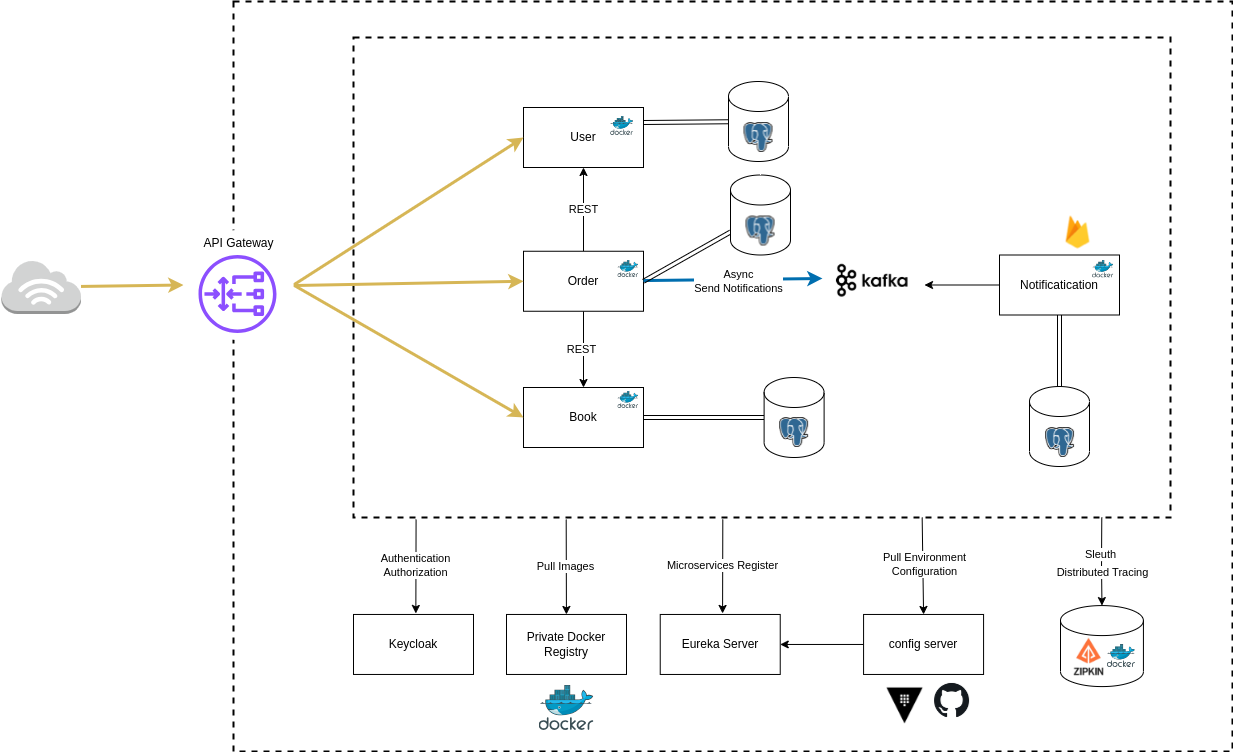 API Gateway
User
docker
REST
Order
docker
Async
Send Notifications
kafka
Notificatication
docker
REST
Book
docker
Authentication
Authorization
Pull Images
Microservices Register
Pull Environment
Configuration
Sleuth
Distributed Tracing
Keycloak
Private Docker
Registry
Eureka Server
config server
ZIPKIN
docker
docker